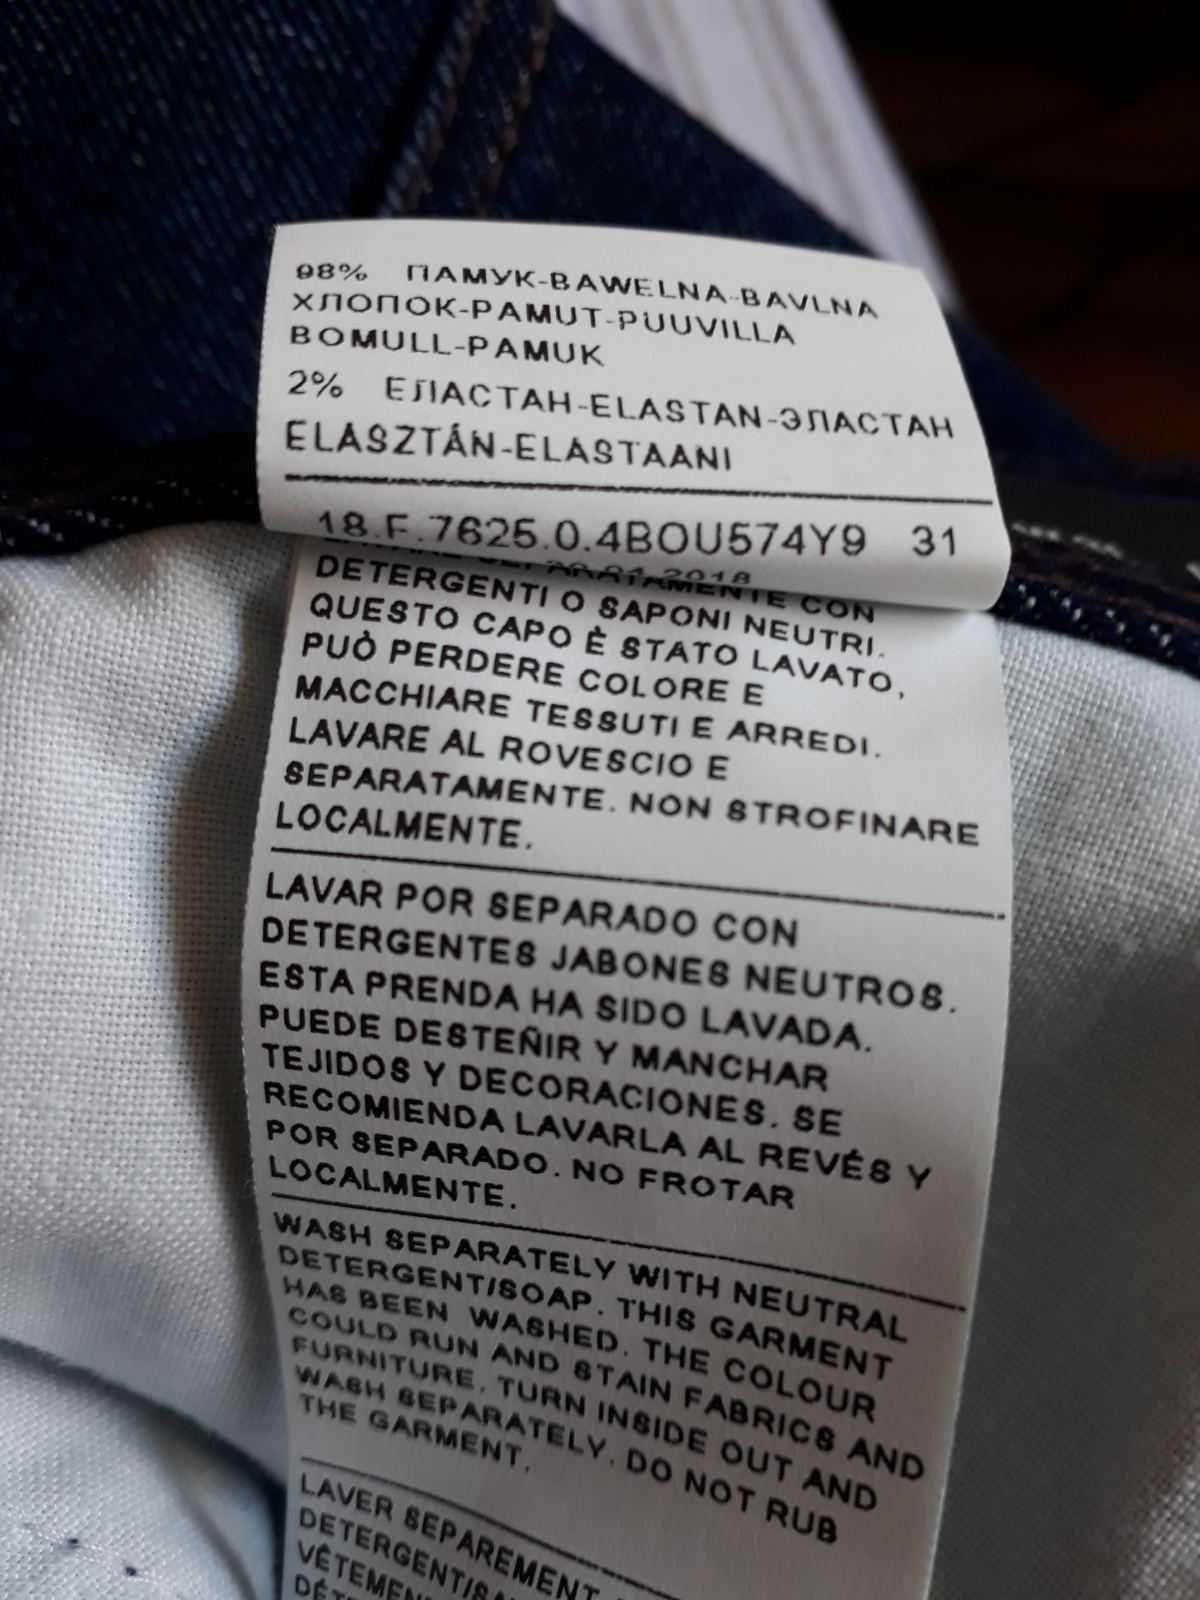 98% ПАМУК-BAWELNA-BAVLNA
ХЛОПОК-PAMUT-PUUVILLA
BOMULL-PAMUK
2% ЕЛАСТАН-ELASTAN-ЭЛАСТАН
ELASZTÁN-ELASTAANI
18.F.7625.0.4BOU574Y9 31
CON
DETERGENTI O SAPONI NEUTRI.
QUESTO CAPO È STATO LAVATO,
PUÒ PERDERE COLORE E
MACCHIARE TESSUTI E ARREDI.
LAVARE AL ROVESCIO E
SEPARATAMENTE. NON STROFINARE
LOCALMENTE.
LAVAR POR SEPARADO CON
DETERGENTES JABONES NEUTROS.
ESTA PRENDA HA SIDO LAVADA.
PUEDE DESTEÑIR Y MANCHAR
TEJIDOS Y DECORACIONES. SE
RECOMIENDA LAVARLA AL REVÉS Y
POR SEPARADO. NO FROTAR
LOCALMENTE.
WASH SEPARATELY WITH NEUTRAL
DETERGENT/SOAP. THIS GARMENT
HAS BEEN WASHED. THE COLOUR
COULD RUN AND STAIN FABRICS AND
FURNITURE. TURN INSIDE OUT AND
WASH SEPARATELY. DO NOT RUB
THE GARMENT.
LAVER SEPAREMENT